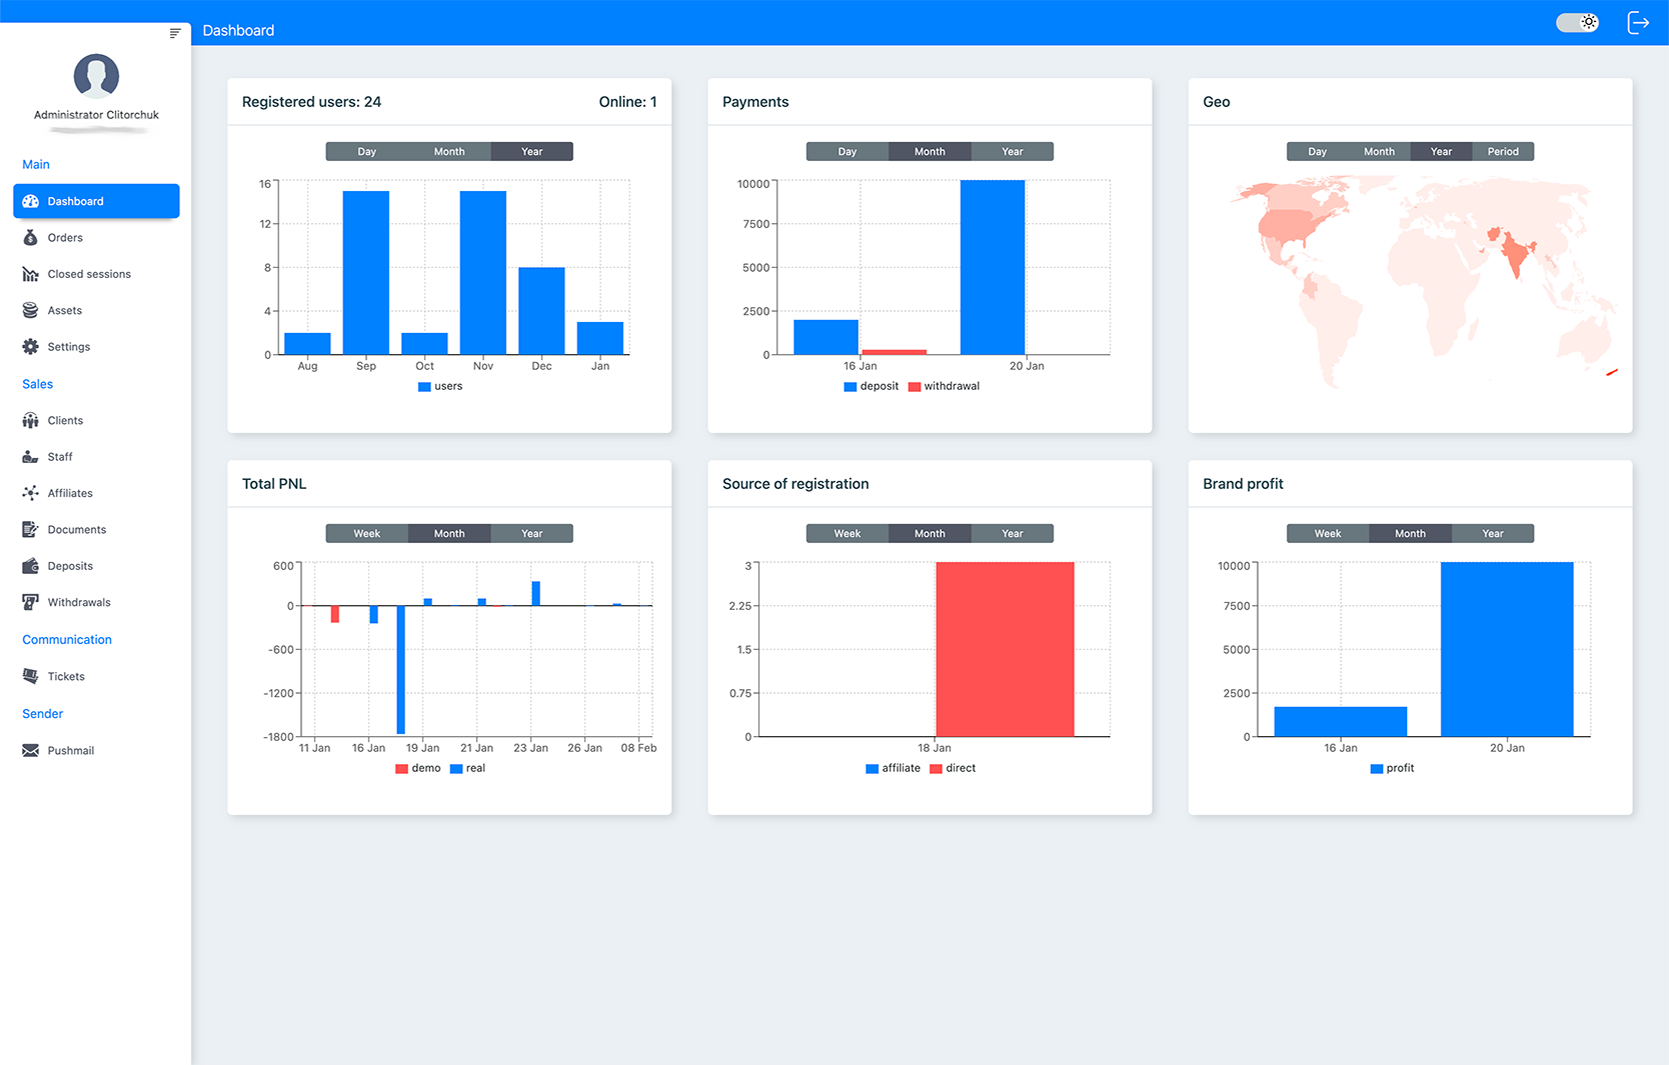 Dashboard
Administrator Clitorchuk
Main
Dashboard
Orders
Closed sessions
Assets
Settings
Sales
Clients
Staff
Affiliates
Documents
Deposits
Withdrawals
Communication
Tickets
Sender
Pushmail
Registered users: 24 Online: 1
Day Month Year
16
12
8
4
0
Aug Sep Oct Nov Dec Jan
users
Payments
Day Month Year
10000
7500
5000
2500
0
16 Jan 20 Jan
deposit withdrawal
Geo
Day Month Year Period
Total PNL
Week Month Year
600
0
-600
-1200
-1800
11 Jan 16 Jan 19 Jan 21 Jan 23 Jan 26 Jan 08 Feb
demo real
Source of registration
Week Month Year
3
2.25
1.5
0.75
0
18 Jan
affiliate direct
Brand profit
Week Month Year
10000
7500
5000
2500
0
16 Jan 20 Jan
profit